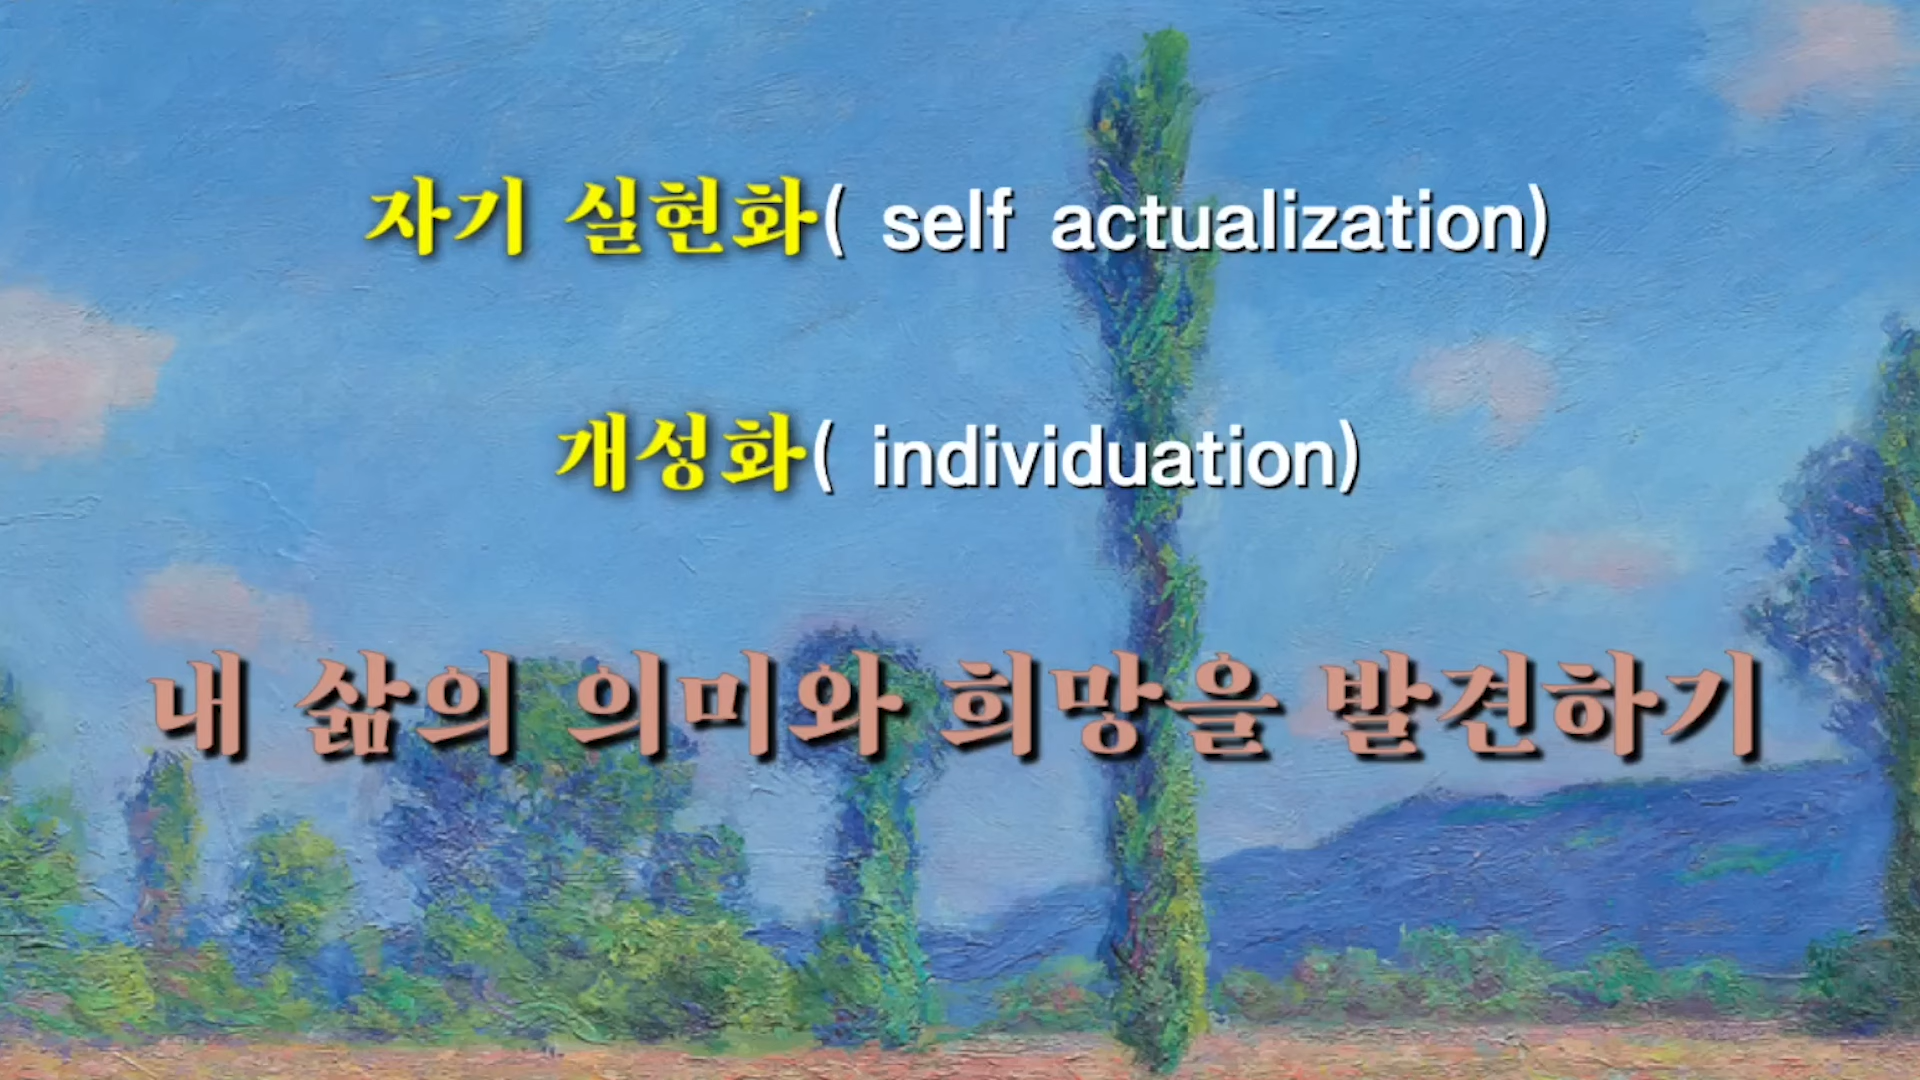 자기 실현화( self actualization)
개성화( individuation)
내 삶의 의미와 희망을 발견하기